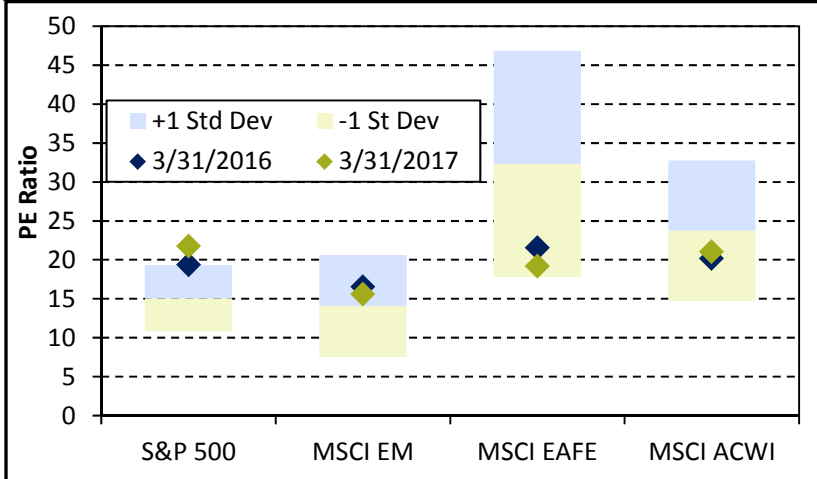 PE Ratio
50
45
40
35
30
25
20
15
10
5
0
+1 Std Dev
-1 St Dev
3/31/2016
3/31/2017
S&P 500
MSCI EM
MSCI EAFE
MSCI ACWI